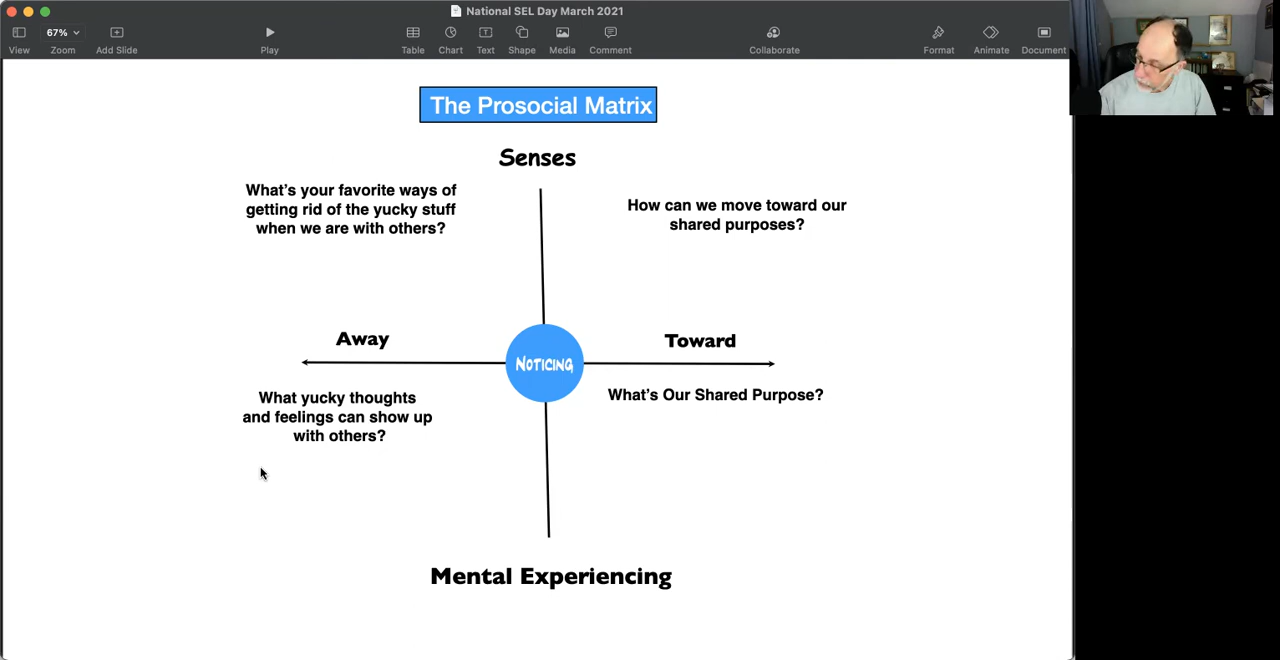 National SEL Day March 2021
67%
View
Zoom
Add Slide
Play
Table
Chart
Text
Shape
Media
Comment
Collaborate
Format
Animate
Document
The Prosocial Matrix
Senses
What's your favorite ways of
getting rid of the yucky stuff
when we are with others?
How can we move toward our
shared purposes?
Away
Toward
NOTICING
What yucky thoughts
and feelings can show up
with others?
What's Our Shared Purpose?
Mental Experiencing